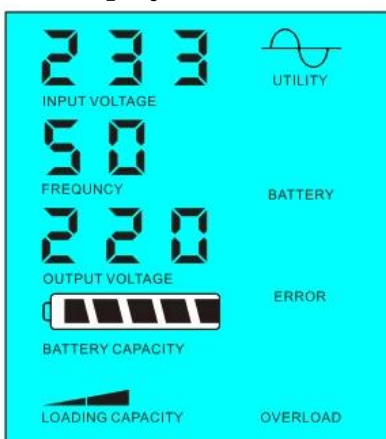 233
INPUT VOLTAGE
UTILITY
50
FREQUNCY
BATTERY
220
OUTPUT VOLTAGE
ERROR
BATTERY CAPACITY
LOADING CAPACITY
OVERLOAD